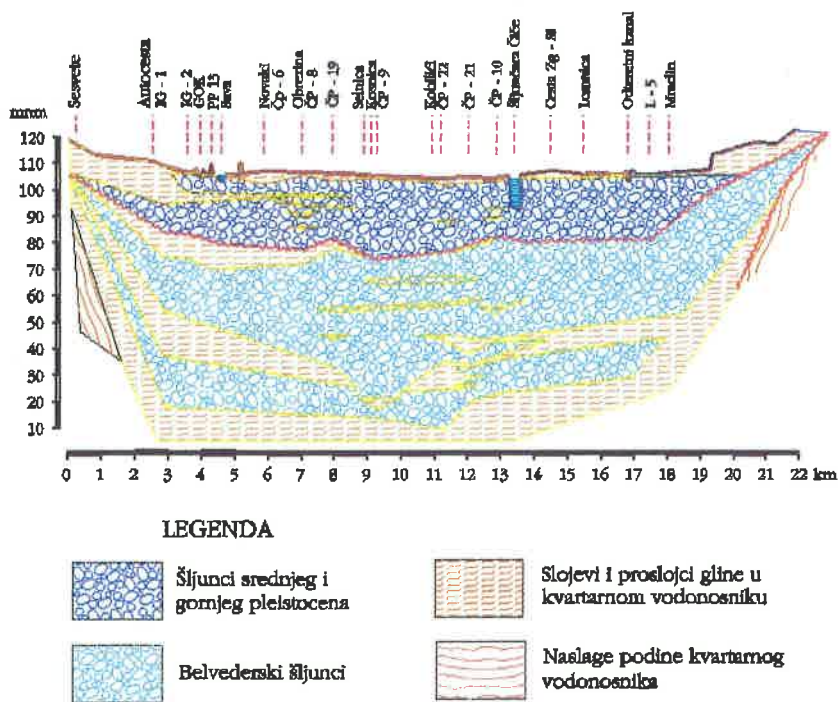 Sesvete
Autocesta
IG - 1
IG - 2
GOK
PP 13
Sava
Novaki
Čp - 6
Obrezina
ČP - 8
ČP - 19
Selnica
Kosnica
ČP - 9
Kobilići
ČP - 22
ČP - 21
ČP - 10
Šljunčara Čiče
Cesta Zg - SI
Lomnica
Odteretni kanal
L - 5
Mraclin
120
110
100
90
80
70
60
50
40
30
20
10
0 1 2 3 4 5 6 7 8 9 10 11 12 13 14 15 16 17 18 19 20 21 22 km
LEGENDA
Šljunci srednjeg i
gornjeg pleistocena
Belvederski šljunci
Slojevi i proslojci gline u
kvartarnom vodonosniku
Naslage podine kvartarnog
vodonosnika